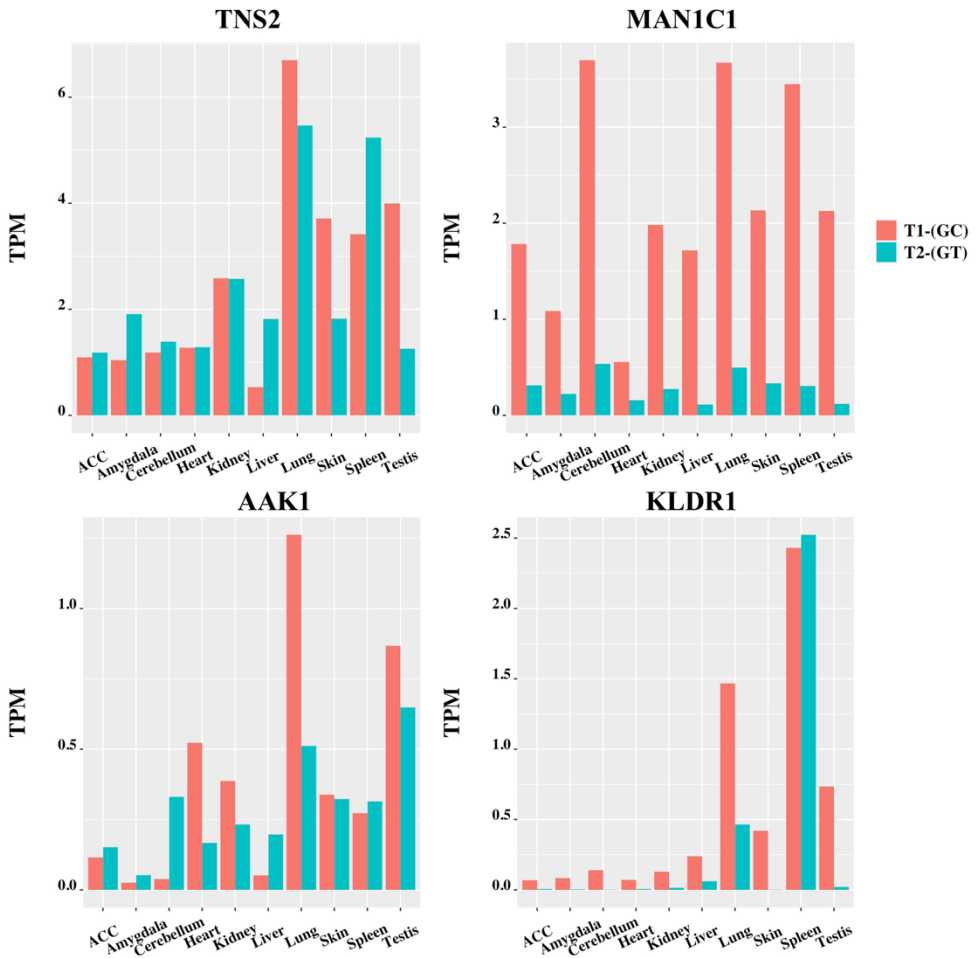 TNS2
MAN1C1
TPM
6
4
2
0
ACC
Amygdala
Cerebellum
Heart
Kidney
Liver
Lung
Skin
Spleen
Testis
TPM
3
2
1
0
ACC
Amygdala
Cerebellum
Heart
Kidney
Liver
Lung
Skin
Spleen
Testis
T1-(GC)
T2-(GT)
AAK1
KLDR1
TPM
1.0
0.5
0.0
ACC
Amygdala
Cerebellum
Heart
Kidney
Liver
Lung
Skin
Spleen
Testis
TPM
2.5
2.0
1.5
1.0
0.5
0.0
ACC
Amygdala
Cerebellum
Heart
Kidney
Liver
Lung
Skin
Spleen
Testis